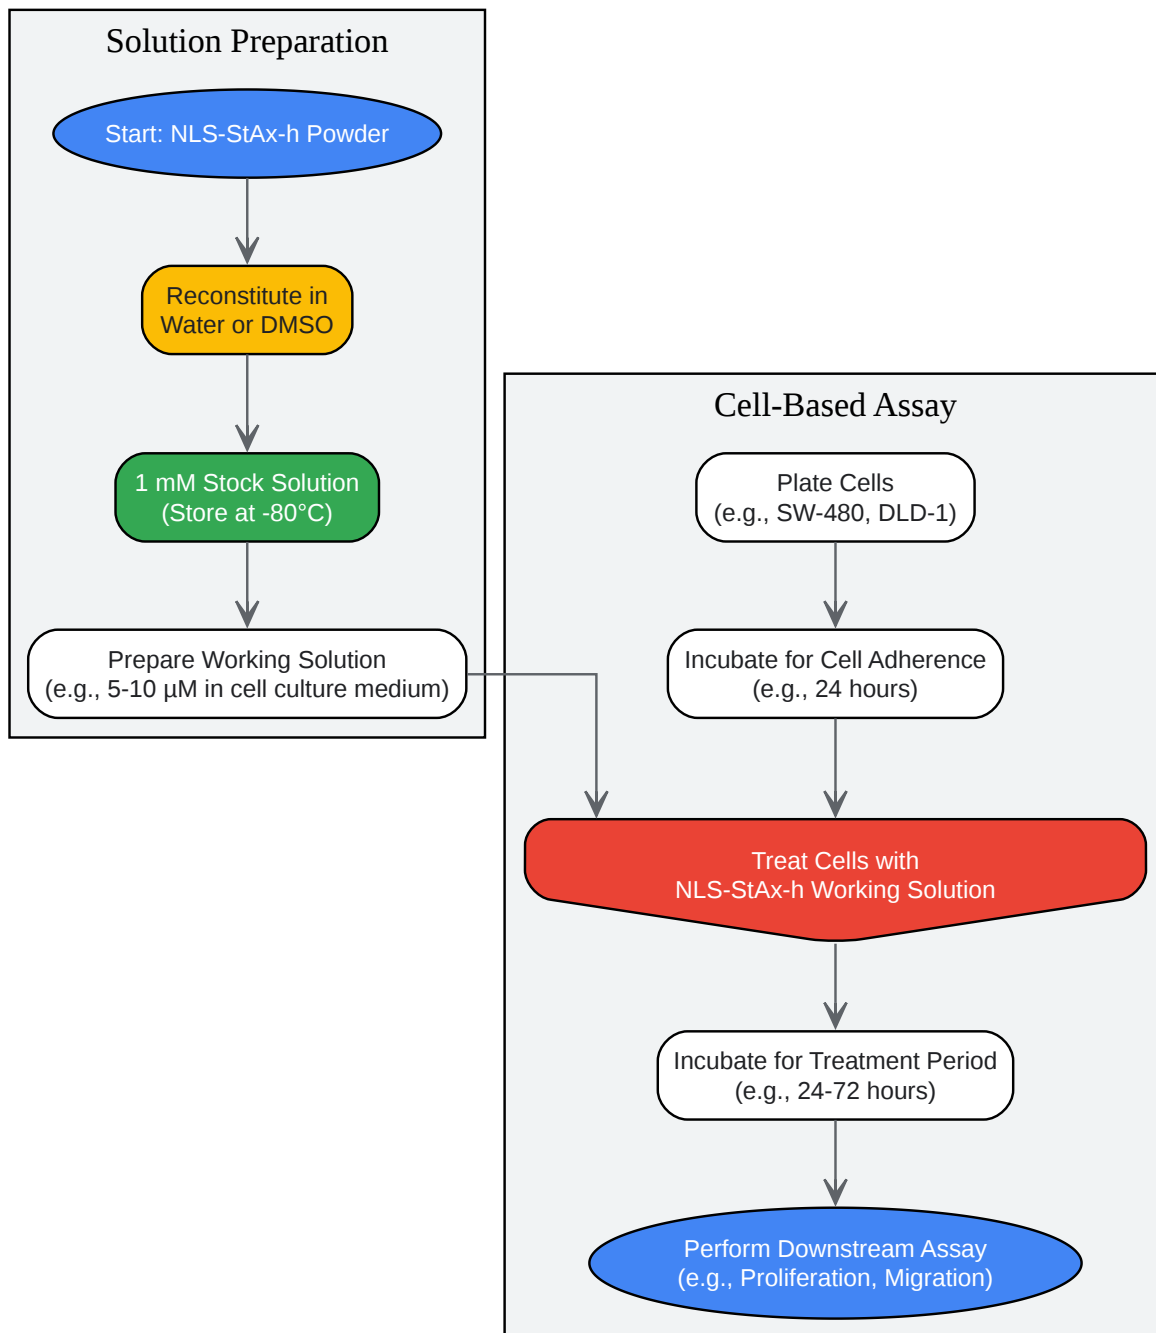 Solution Preparation
Start: NLS-StAx-h Powder
Reconstitute in
Water or DMSO
1 mM Stock Solution
(Store at -80°C)
Prepare Working Solution
(e.g., 5-10 µM in cell culture medium)
Cell-Based Assay
Plate Cells
(e.g., SW-480, DLD-1)
Incubate for Cell Adherence
(e.g., 24 hours)
Treat Cells with
NLS-StAx-h Working Solution
Incubate for Treatment Period
(e.g., 24-72 hours)
Perform Downstream Assay
(e.g., Proliferation, Migration)